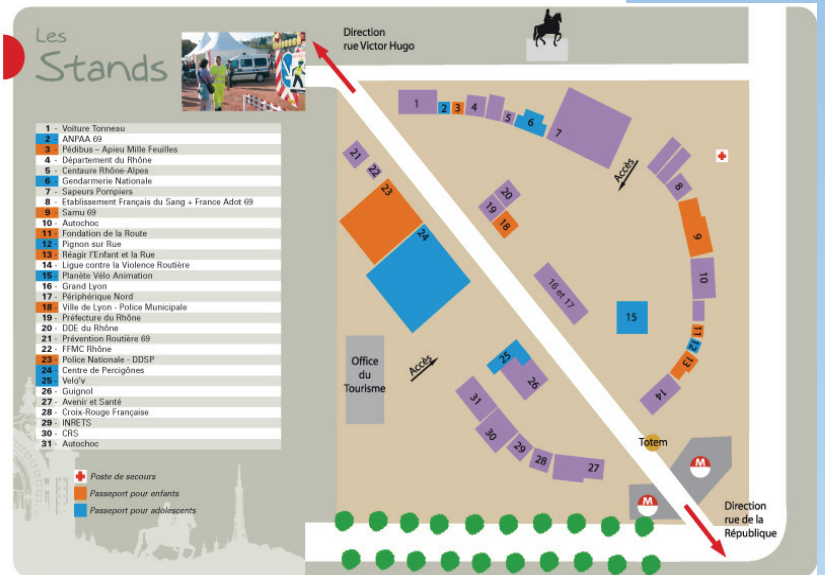 Les
Stands
1 - Voiture Tonneau
2 - ANPAA 69
3 - Pédibus – Apieu Mille Feuilles
4 - Département du Rhône
5 - Centaure Rhône-Alpes
6 - Gendarmerie Nationale
7 - Sapeurs Pompiers
8 - Etablissement Français du Sang + France Adot 69
9 - Samu 69
10 - Autochoc
11 - Fondation de la Route
12 - Pignon sur Rue
13 - Réagir l'Enfant et la Rue
14 - Ligue contre la Violence Routière
15 - Planète Vélo Animation
16 - Grand Lyon
17 - Périphérique Nord
18 - Ville de Lyon - Police Municipale
19 - Préfecture du Rhône
20 - DDE du Rhône
21 - Prévention Routière 69
22 - FFMC Rhône
23 - Police Nationale - DDSP
24 - Centre de Percigônes
25 - Velo'v
26 - Guignol
27 - Avenir et Santé
28 - Croix-Rouge Française
29 - INRETS
30 - CRS
31 - Autochoc
Poste de secours
Passeport pour enfants
Passeport pour adolescents
Direction
rue Victor Hugo
1
2
3
4
5
6
7
Accès
8
9
10
11
12
13
14
15
16 et 17
18
19
20
21
22
23
24
Office
du
Tourisme
Accès
25
26
27
28
29
30
31
Totem
M
M
Direction
rue de la
République